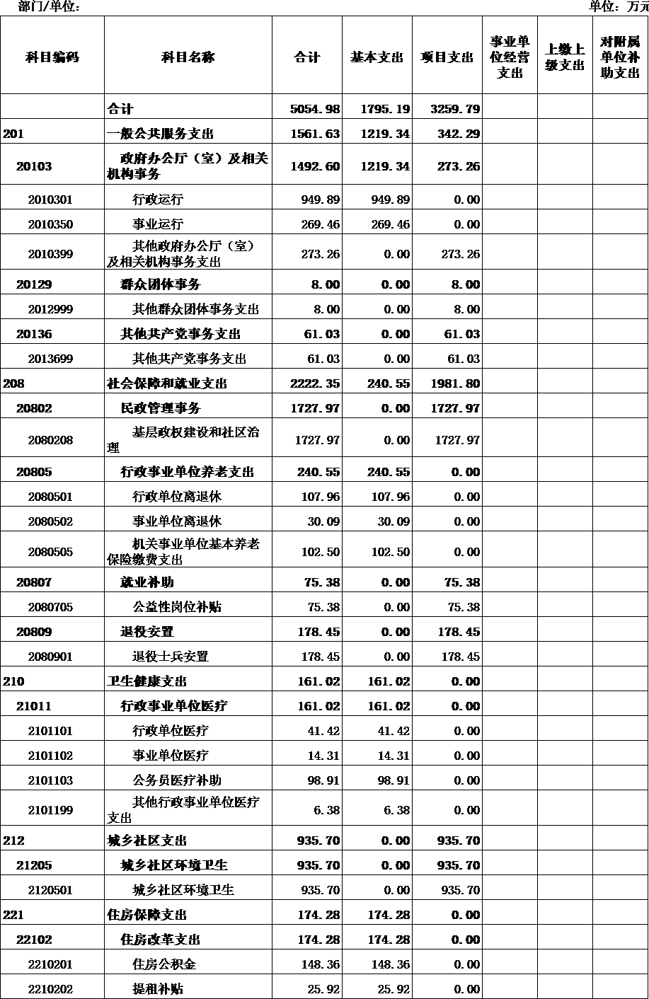 部门/单位： 单位：万元
科目编码 科目名称 合计 基本支出 项目支出 事业单位经营支出 上缴上级支出 对附属单位补助支出
合计 5054.98 1795.19 3259.79
201 一般公共服务支出 1561.63 1219.34 342.29
20103 政府办公厅（室）及相关机构事务 1492.60 1219.34 273.26
2010301 行政运行 949.89 949.89 0.00
2010350 事业运行 269.46 269.46 0.00
2010399 其他政府办公厅（室）及相关机构事务支出 273.26 0.00 273.26
20129 群众团体事务 8.00 0.00 8.00
2012999 其他群众团体事务支出 8.00 0.00 8.00
20136 其他共产党事务支出 61.03 0.00 61.03
2013699 其他共产党事务支出 61.03 0.00 61.03
208 社会保障和就业支出 2222.35 240.55 1981.80
20802 民政管理事务 1727.97 0.00 1727.97
2080208 基层政权建设和社区治理 1727.97 0.00 1727.97
20805 行政事业单位养老支出 240.55 240.55 0.00
2080501 行政单位离退休 107.96 107.96 0.00
2080502 事业单位离退休 30.09 30.09 0.00
2080505 机关事业单位基本养老保险缴费支出 102.50 102.50 0.00
20807 就业补助 75.38 0.00 75.38
2080705 公益性岗位补贴 75.38 0.00 75.38
20809 退役安置 178.45 0.00 178.45
2080901 退役士兵安置 178.45 0.00 178.45
210 卫生健康支出 161.02 161.02 0.00
21011 行政事业单位医疗 161.02 161.02 0.00
2101101 行政单位医疗 41.42 41.42 0.00
2101102 事业单位医疗 14.31 14.31 0.00
2101103 公务员医疗补助 98.91 98.91 0.00
2101199 其他行政事业单位医疗支出 6.38 6.38 0.00
212 城乡社区支出 935.70 0.00 935.70
21205 城乡社区环境卫生 935.70 0.00 935.70
2120501 城乡社区环境卫生 935.70 0.00 935.70
221 住房保障支出 174.28 174.28 0.00
22102 住房改革支出 174.28 174.28 0.00
2210201 住房公积金 148.36 148.36 0.00
2210202 提租补贴 25.92 25.92 0.00